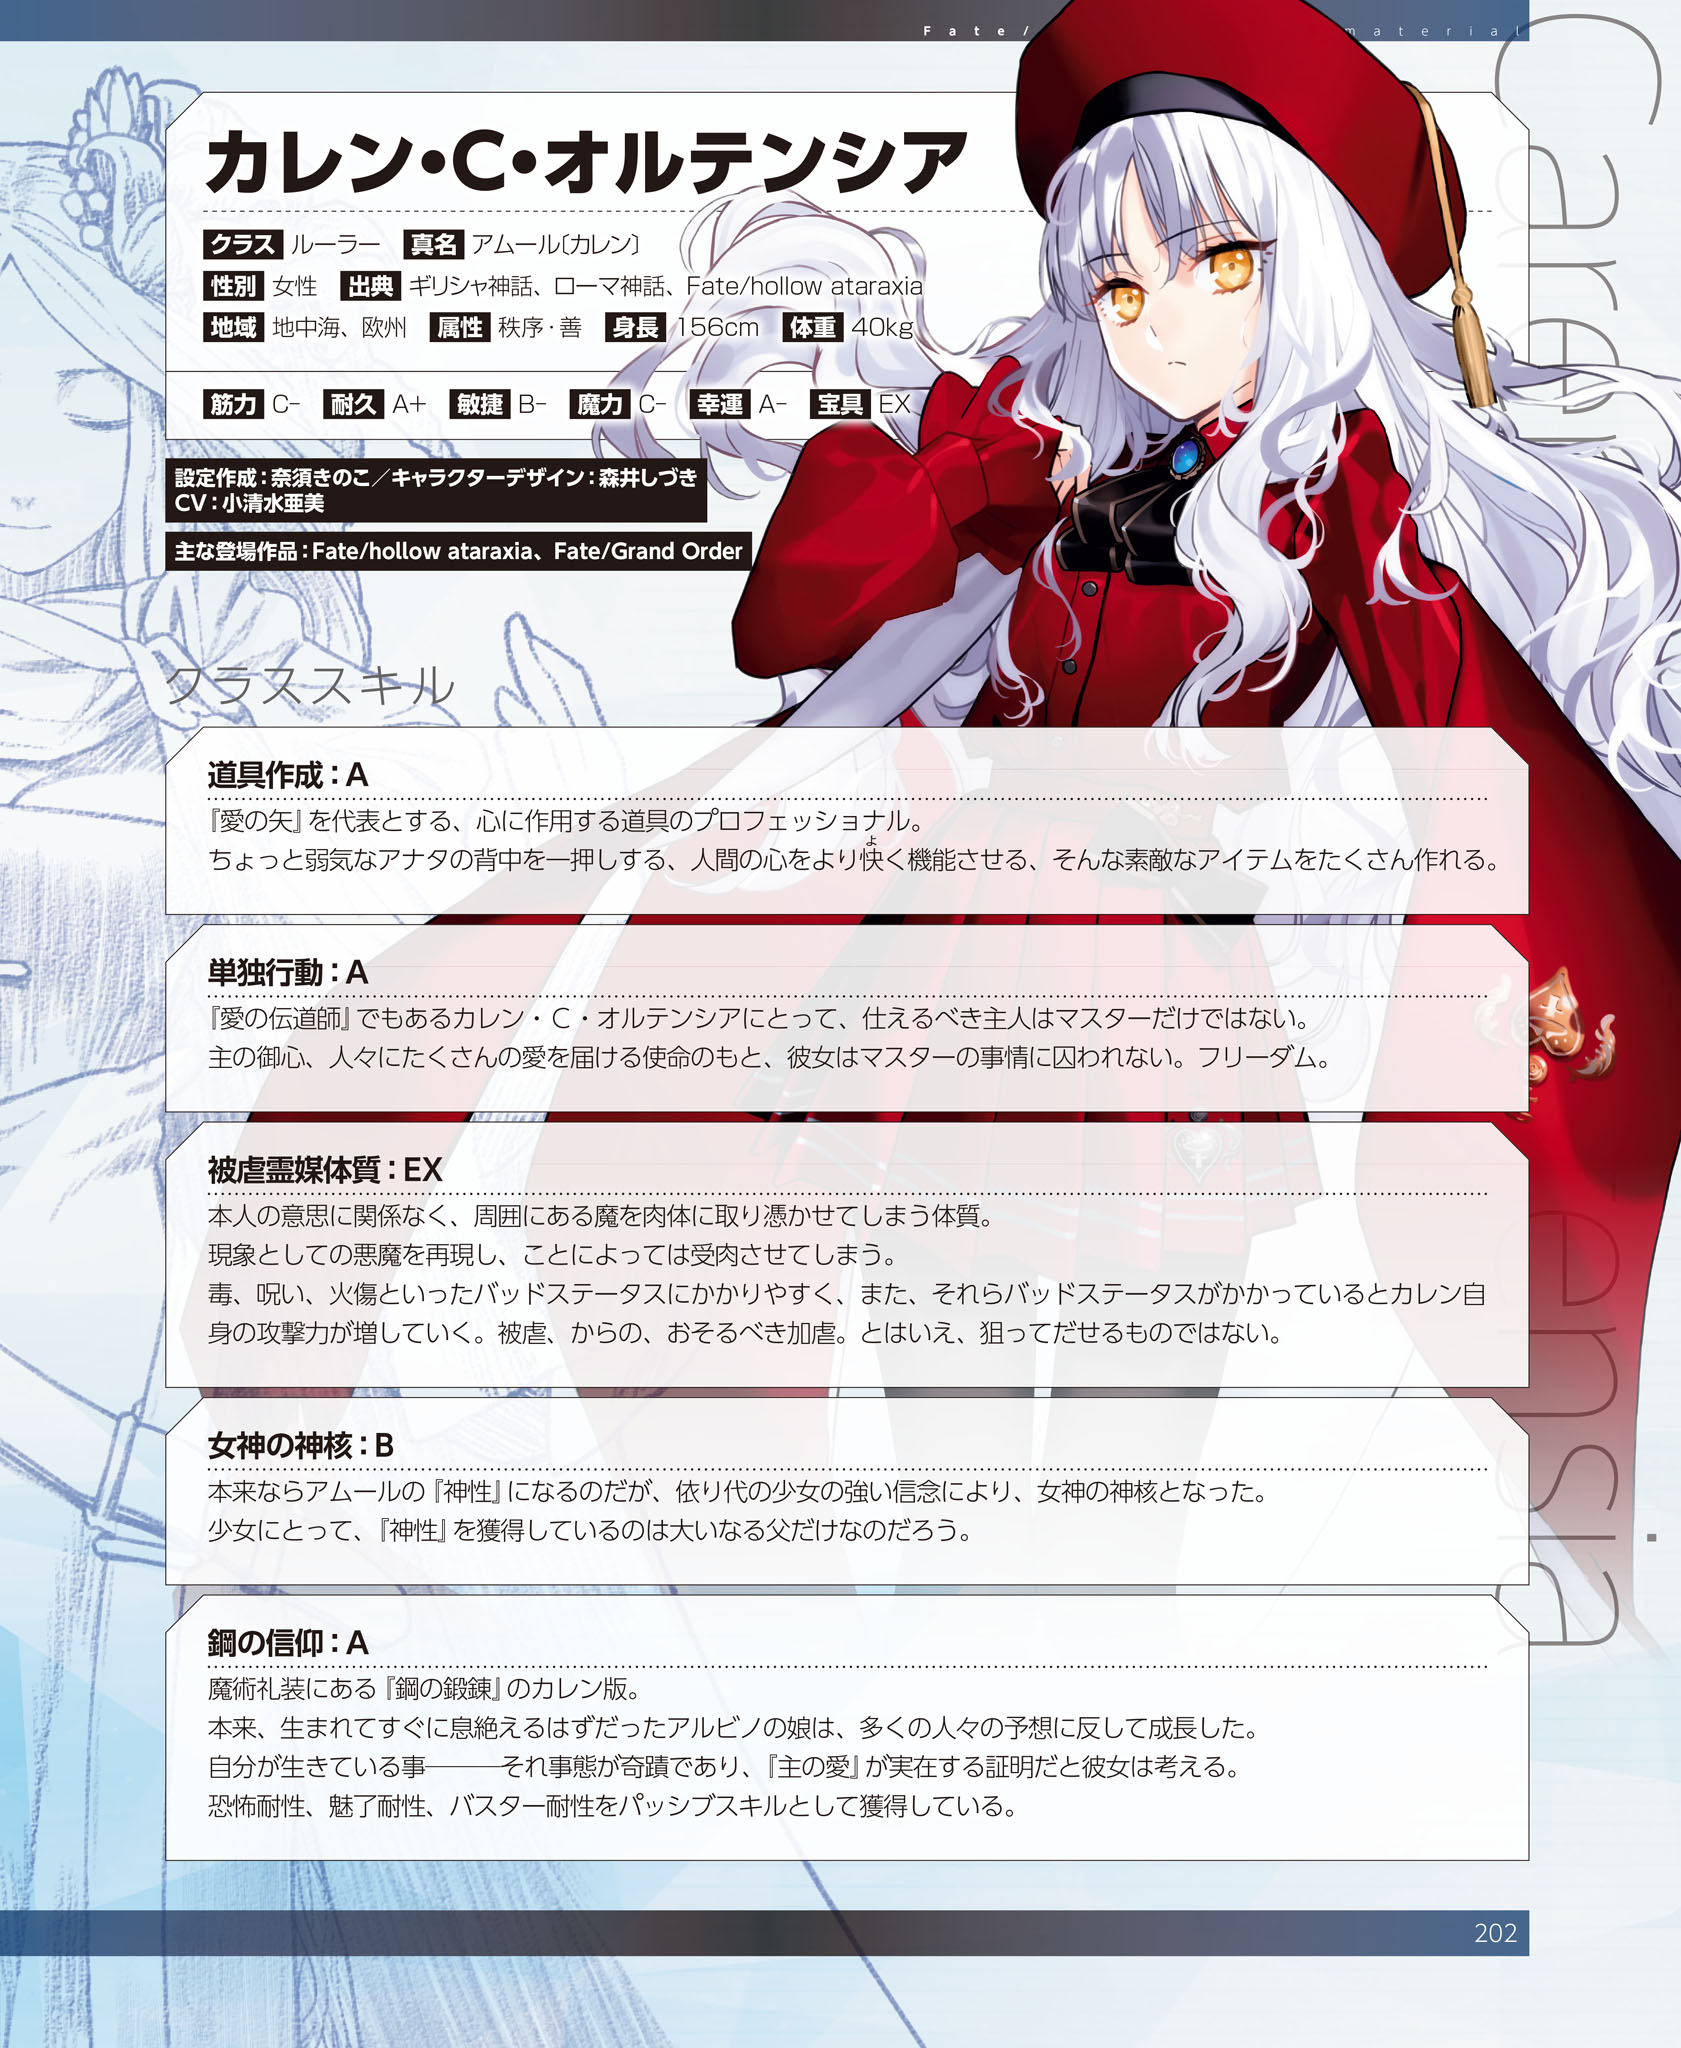 Fate/ material
カレン・C・オルテンシア
クラス ルーラー 真名 アムール〔カレン〕
性別 女性 出典 ギリシャ神話、ローマ神話、Fate/hollow ataraxia
地域 地中海、欧州 属性 秩序・善 身長 156cm 体重 40kg
筋力 C− 耐久 A+ 敏捷 B− 魔力 C− 幸運 A− 宝具 EX
設定作成：奈須きのこ／キャラクターデザイン：森井しづき
CV：小清水亜美
主な登場作品：Fate/hollow ataraxia、Fate/Grand Order
クラススキル
道具作成：A
『愛の矢』を代表とする、心に作用する道具のプロフェッショナル。
よ
ちょっと弱気なアナタの背中を一押しする、人間の心をより快く機能させる、そんな素敵なアイテムをたくさん作れる。
単独行動：A
『愛の伝道師』でもあるカレン・C・オルテンシアにとって、仕えるべき主人はマスターだけではない。
主の御心、人々にたくさんの愛を届ける使命のもと、彼女はマスターの事情に囚われない。フリーダム。
被虐霊媒体質：EX
本人の意思に関係なく、周囲にある魔を肉体に取り憑かせてしまう体質。
現象としての悪魔を再現し、ことによっては受肉させてしまう。
毒、呪い、火傷といったバッドステータスにかかりやすく、また、それらバッドステータスがかかっているとカレン自
身の攻撃力が増していく。被虐、からの、おそるべき加虐。とはいえ、狙ってだせるものではない。
女神の神核：B
本来ならアムールの『神性』になるのだが、依り代の少女の強い信念により、女神の神核となった。
少女にとって、『神性』を獲得しているのは大いなる父だけなのだろう。
鋼の信仰：A
魔術礼装にある『鋼の鍛錬』のカレン版。
本来、生まれてすぐに息絶えるはずだったアルビノの娘は、多くの人々の予想に反して成長した。
自分が生きている事———それ事態が奇蹟であり、『主の愛』が実在する証明だと彼女は考える。
恐怖耐性、魅了耐性、バスター耐性をパッシブスキルとして獲得している。
202